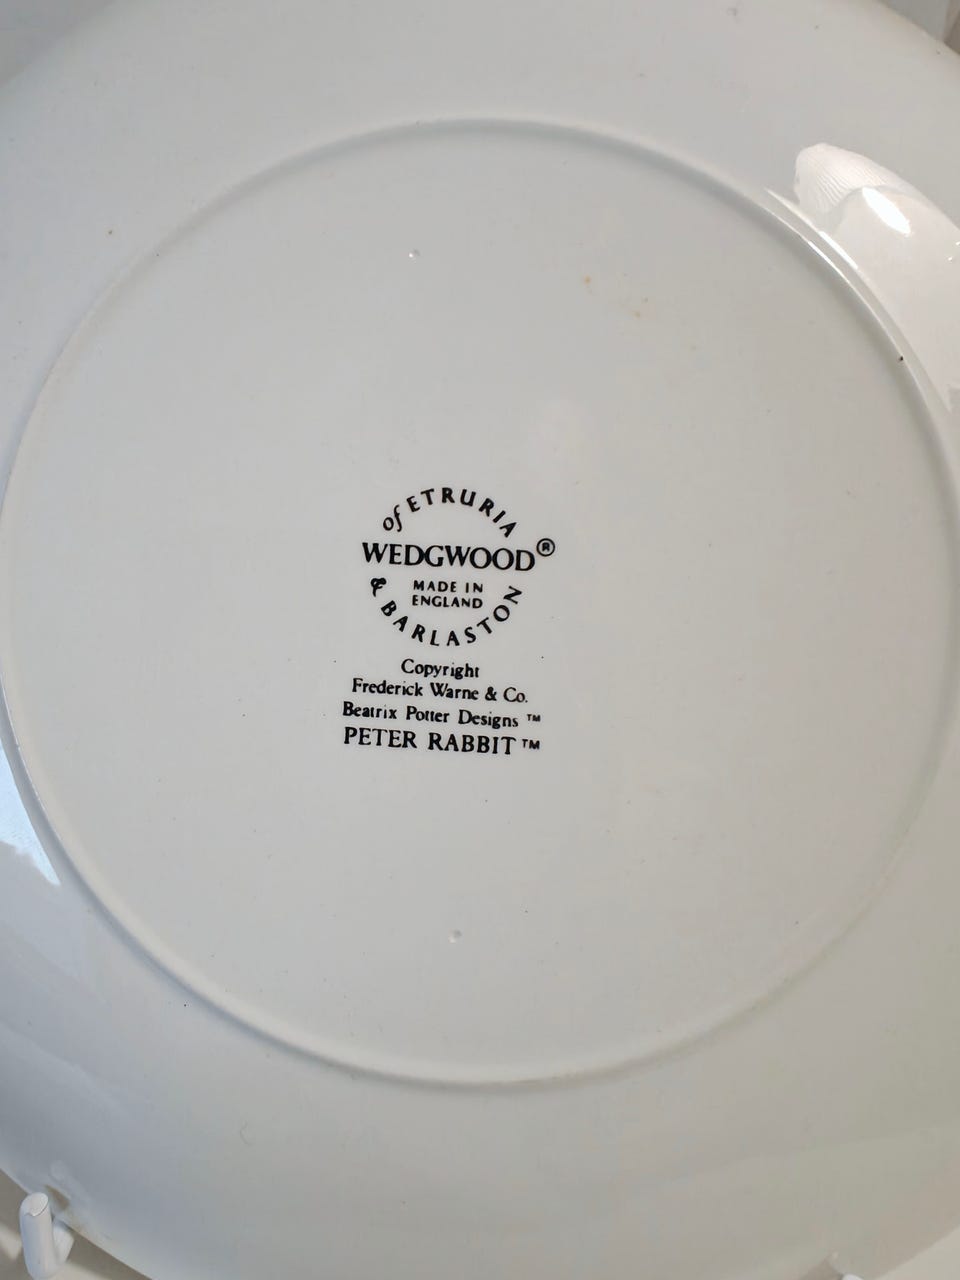 of ETRURIA
WEDGWOOD®
MADE IN
ENGLAND
& BARLASTON
Copyright
Frederick Warne & Co.
Beatrix Potter Designs ™
PETER RABBIT ™